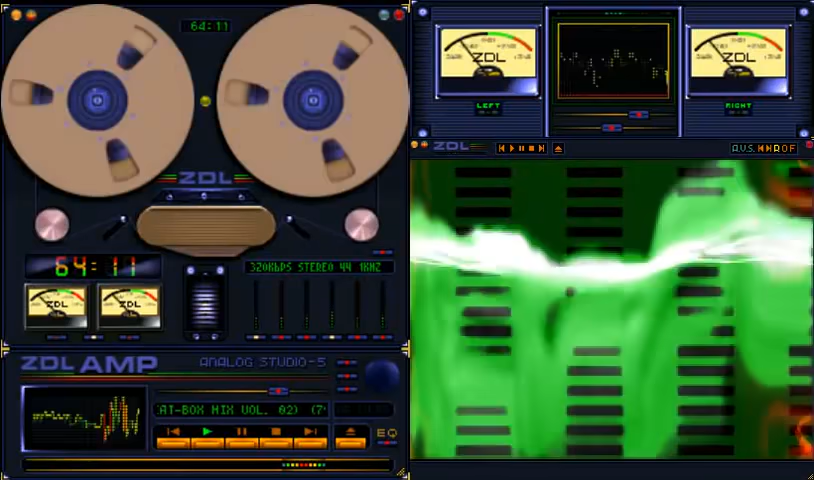 64:11
ZDL
ZDL
ZDL
LEFT
RIGHT
ZDL
A.V.S.
R O F
64:11
320KBPS STEREO 44 1KHZ
ZDL
ZDL
ZDL AMP
ANALOG STUDIO-5
AT-BOX MIX VOL. 02) (7
EQ